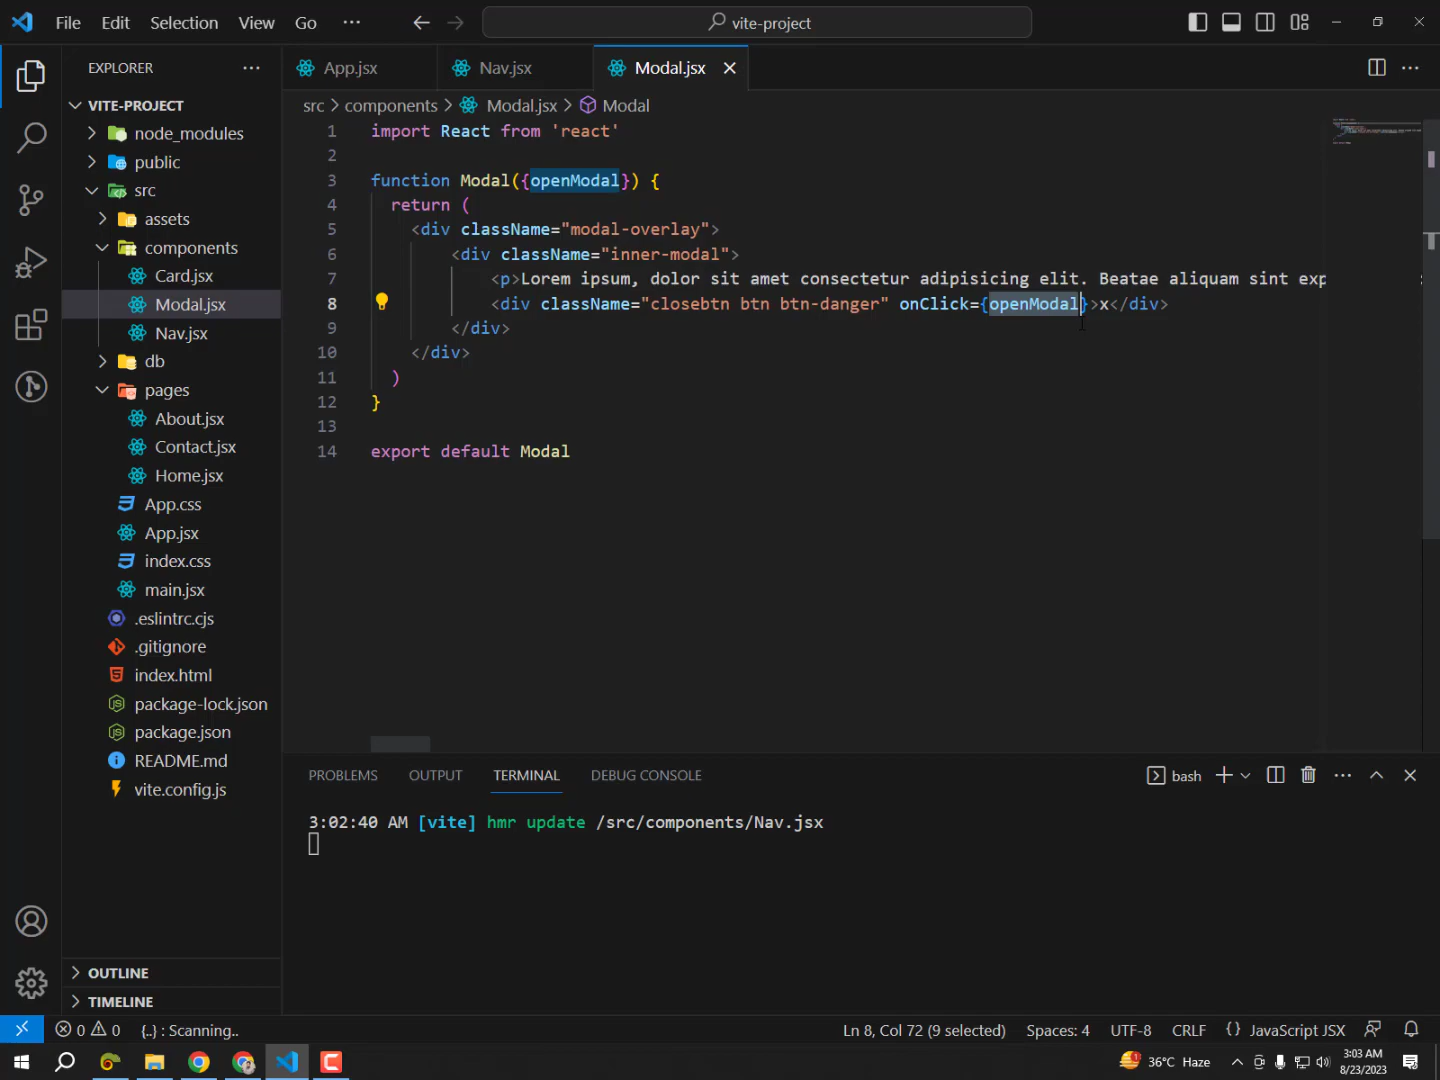 File Edit Selection View Go
vite-project
EXPLORER
VITE-PROJECT
node_modules
public
src
assets
components
Card.jsx
Modal.jsx
Nav.jsx
db
pages
About.jsx
Contact.jsx
Home.jsx
App.css
App.jsx
index.css
main.jsx
.eslintrc.cjs
.gitignore
index.html
package-lock.json
package.json
README.md
vite.config.js
OUTLINE
TIMELINE
App.jsx Nav.jsx Modal.jsx
src components Modal.jsx Modal
1 import React from 'react'
2
3 function Modal({openModal}) {
4 return (
5 <div className="modal-overlay">
6 <div className="inner-modal">
7 <p>Lorem ipsum, dolor sit amet consectetur adipisicing elit. Beatae aliquam sint exp
8 <div className="closebtn btn btn-danger" onClick={openModal}>x</div>
9 </div>
10 </div>
11 )
12 }
13
14 export default Modal
PROBLEMS OUTPUT TERMINAL DEBUG CONSOLE
bash
3:02:40 AM [vite] hmr update /src/components/Nav.jsx
0 0 {..} : Scanning..
Ln 8, Col 72 (9 selected) Spaces: 4 UTF-8 CRLF {} JavaScript JSX
1 36°C Haze
3:03 AM
8/23/2023